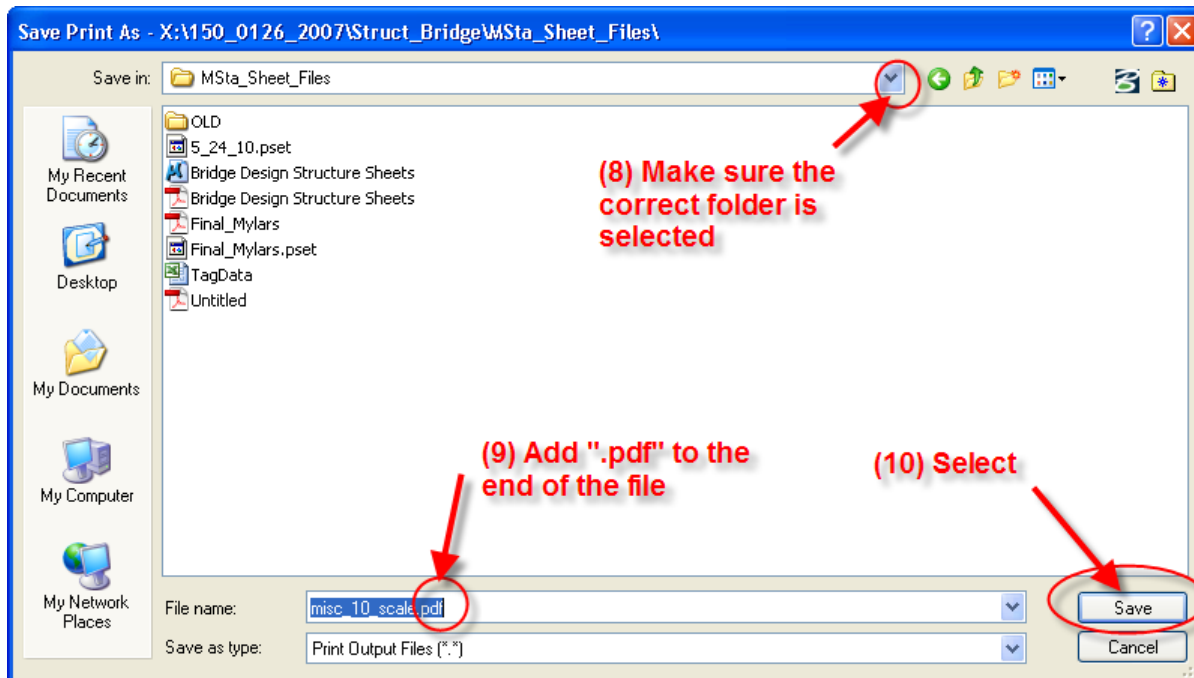 Save Print As - X:\150_0126_2007\Struct_Bridge\MSta_Sheet_Files\
Save in:
MSta_Sheet_Files
My Recent
Documents
Desktop
My Documents
My Computer
My Network
Places
OLD
5_24_10.pset
Bridge Design Structure Sheets
Bridge Design Structure Sheets
Final_Mylars
Final_Mylars.pset
TagData
Untitled
(8) Make sure the
correct folder is
selected
(9) Add ".pdf" to the
end of the file
(10) Select
File name:
misc_10_scale.pdf
Save
Save as type:
Print Output Files (*.*)
Cancel